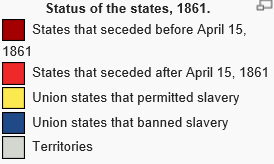 Status of the states, 1861.
States that seceded before April 15,
1861
States that seceded after April 15, 1861
Union states that permitted slavery
Union states that banned slavery
Territories